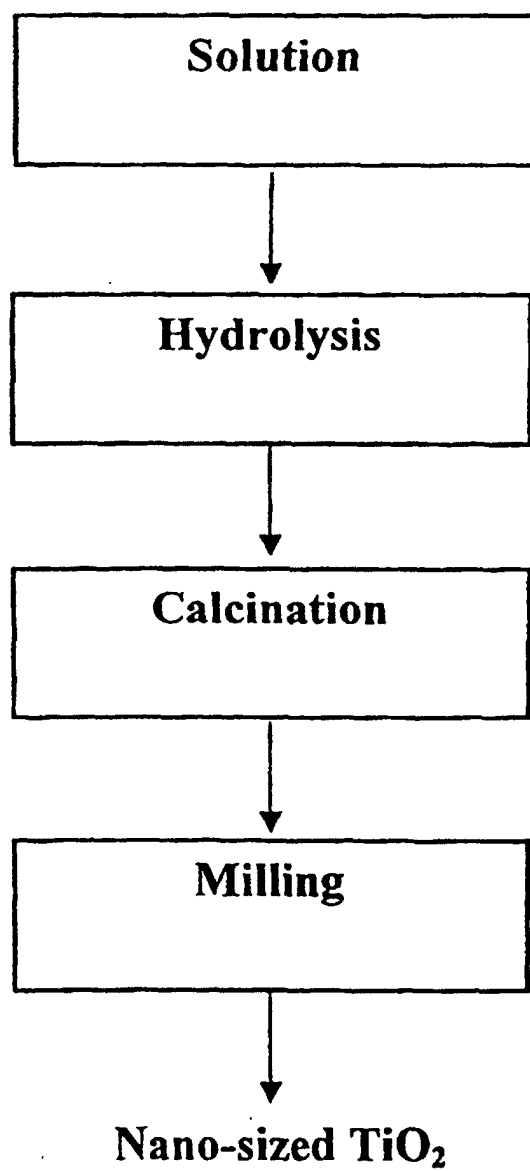 Solution
Hydrolysis
Calcination
Milling
Nano-sized TiO₂